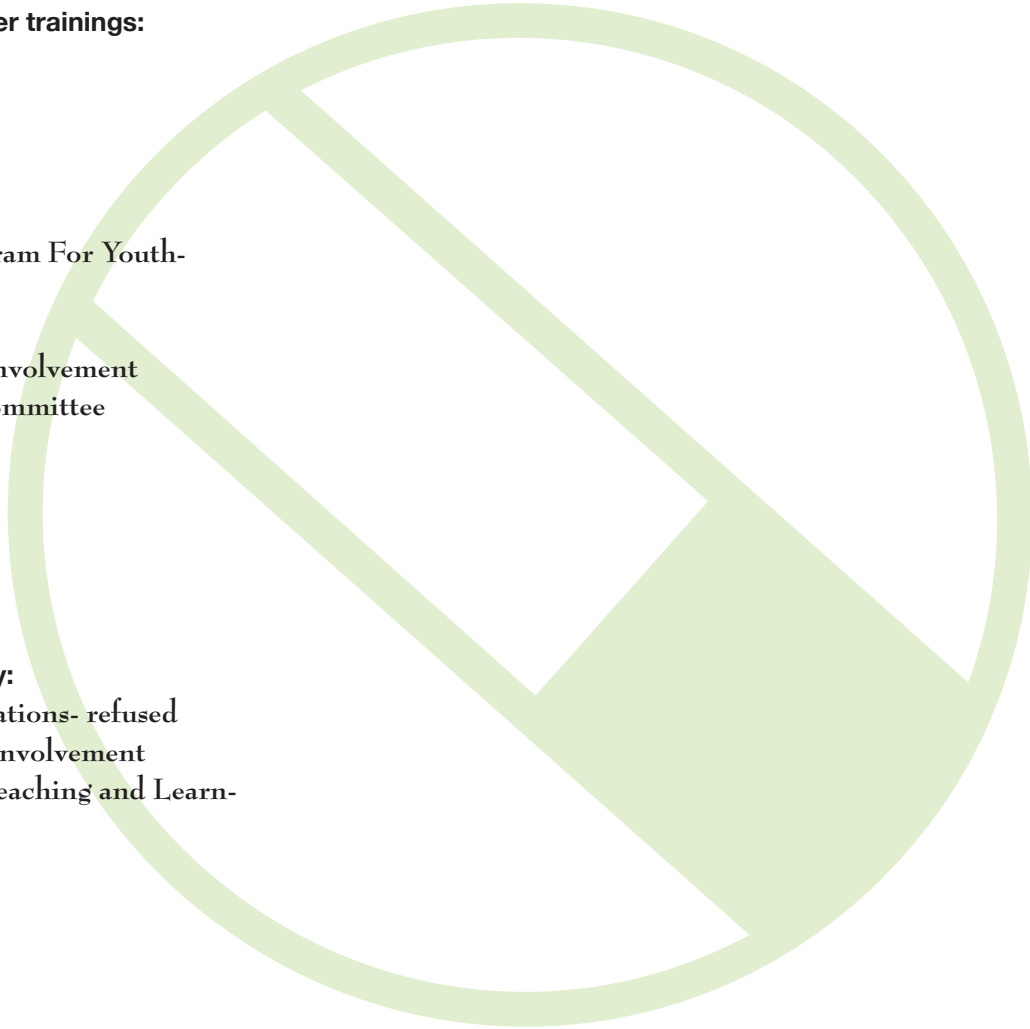 er trainings:
ram For Youth-
nvolvement
ommittee
y:
ations- refused
nvolvement
eaching and Learn-